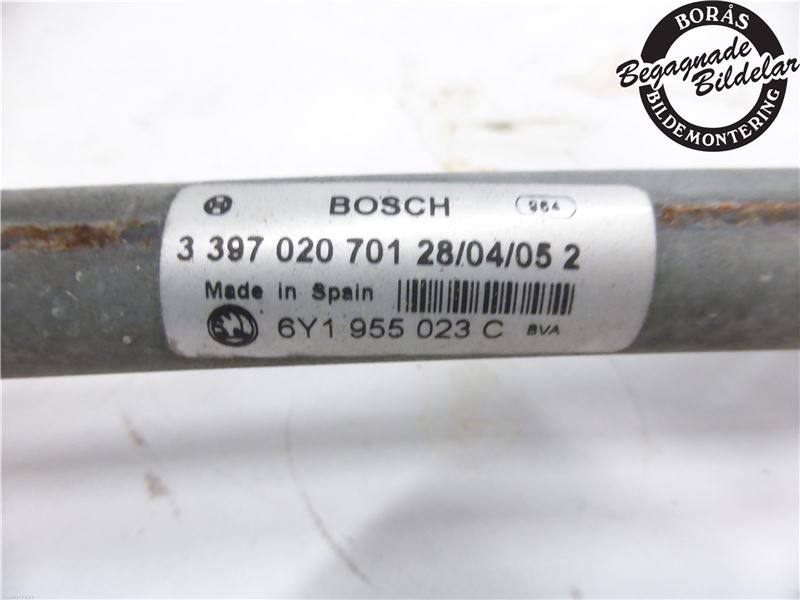 BORÅS
Begagnade
Bildelar
BILDEMONTERING
BOSCH 964
3 397 020 701 28/04/05 2
Made in Spain
6Y1 955 023 C BVA